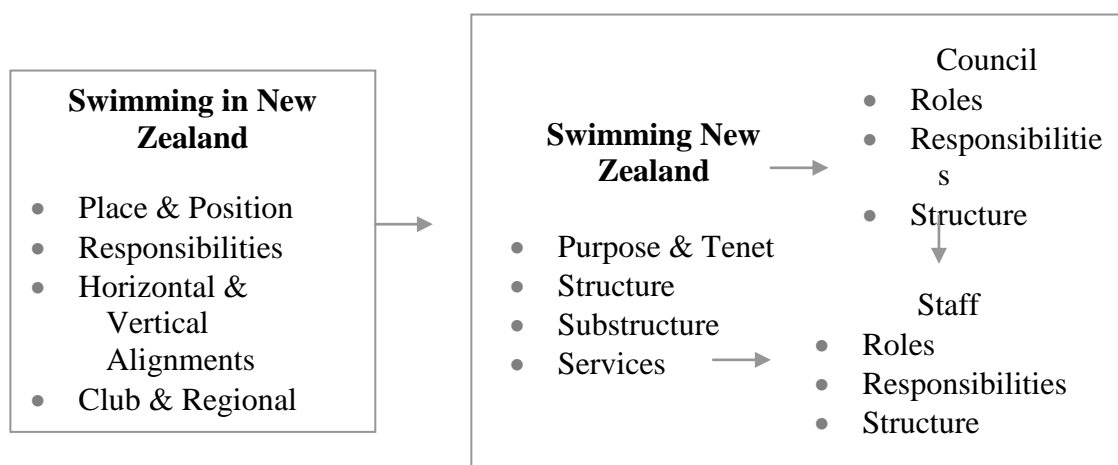 Swimming in New
Zealand
● Place & Position
● Responsibilities
● Horizontal &
Vertical
Alignments
● Club & Regional
Swimming New
Zealand
● Purpose & Tenet
● Structure
● Substructure
● Services
Council
● Roles
● Responsibilitie
s
● Structure
Staff
● Roles
● Responsibilities
● Structure